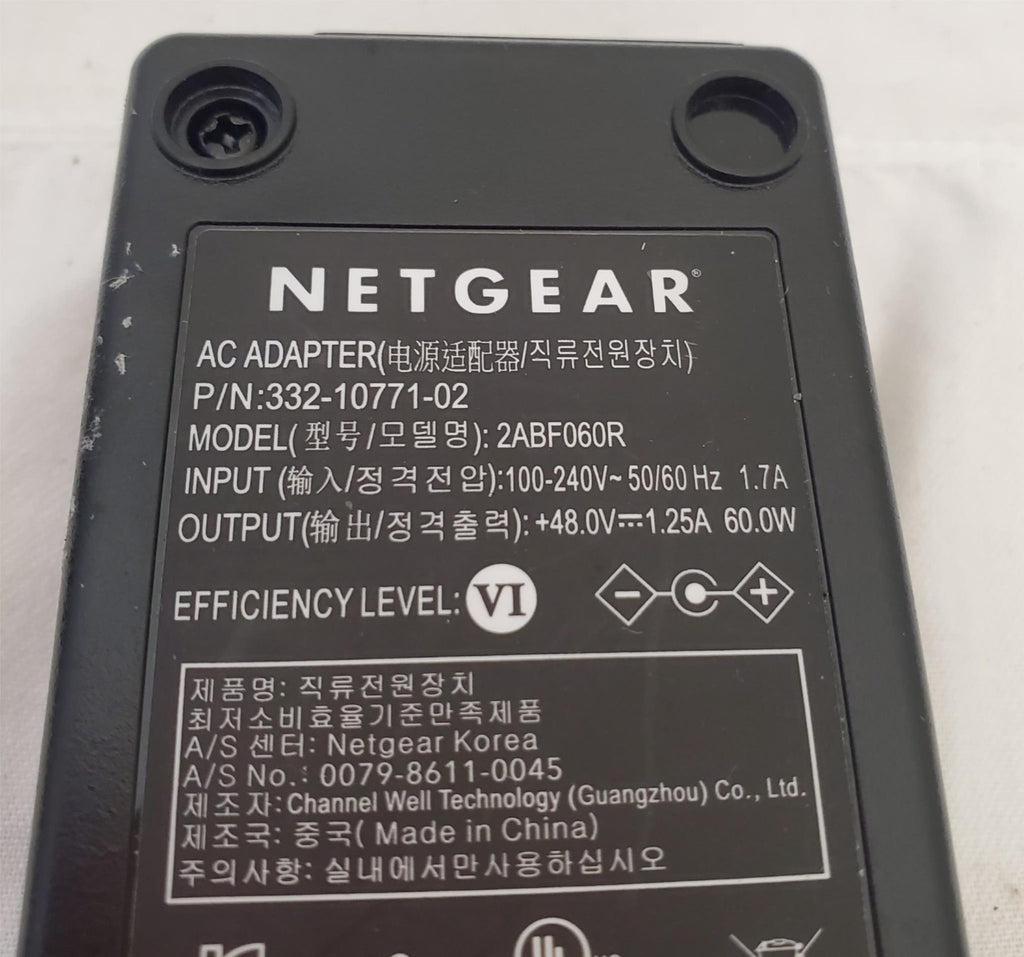 NETGEAR®
AC ADAPTER(电源适配器/직류전원장치)
P/N:332-10771-02
MODEL(型号/모델명): 2ABF060R
INPUT (输入/정격전압):100-240V~ 50/60 Hz 1.7A
OUTPUT(输出/정격출력): +48.0V⎓1.25A 60.0W
EFFICIENCY LEVEL: VI
제품명: 직류전원장치
최저소비효율기준만족제품
A/S 센터: Netgear Korea
A/S No.: 0079-8611-0045
제조자: Channel Well Technology (Guangzhou) Co., Ltd.
제조국: 중국( Made in China)
주의사항: 실내에서만사용하십시오